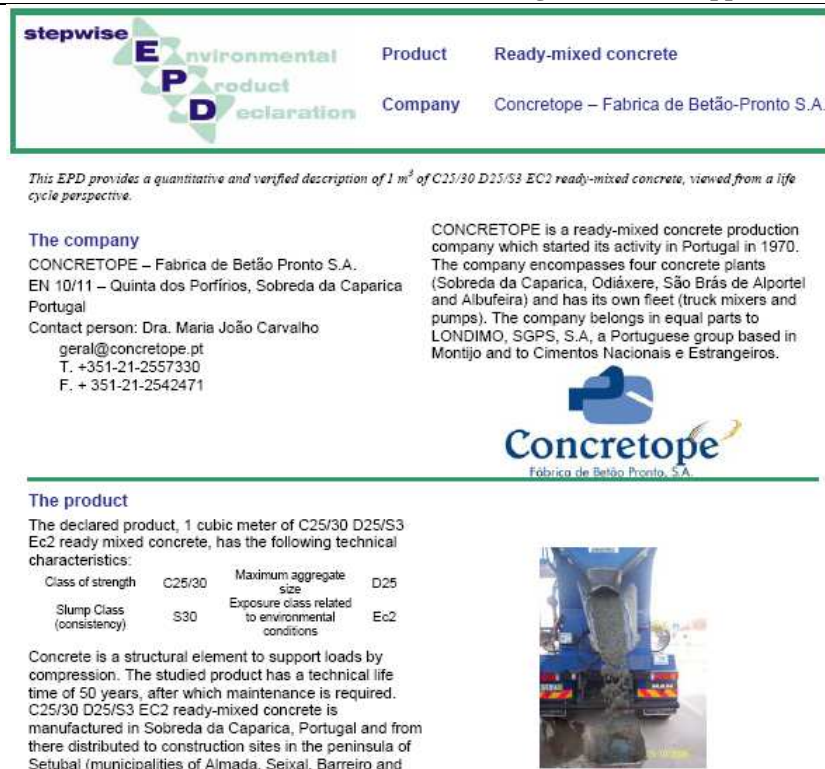 stepwise
Environmental
Product
Declaration
Product Ready-mixed concrete
Company Concretope – Fabrica de Betão-Pronto S.A.
This EPD provides a quantitative and verified description of 1 m³ of C25/30 D25/S3 EC2 ready-mixed concrete, viewed from a life
cycle perspective.
The company
CONCRETOPE – Fabrica de Betão Pronto S.A.
EN 10/11 – Quinta dos Porfírios, Sobreda da Caparica
Portugal
Contact person: Dra. Maria João Carvalho
geral@concretope.pt
T. +351-21-2557330
F. + 351-21-2542471
CONCRETOPE is a ready-mixed concrete production
company which started its activity in Portugal in 1970.
The company encompasses four concrete plants
(Sobreda da Caparica, Odiáxere, São Brás de Alportel
and Albufeira) and has its own fleet (truck mixers and
pumps). The company belongs in equal parts to
LONDIMO, SGPS, S.A, a Portuguese group based in
Montijo and to Cimentos Nacionais e Estrangeiros.
Concretope
Fábrica de Betão Pronto, S.A.
The product
The declared product, 1 cubic meter of C25/30 D25/S3
Ec2 ready mixed concrete, has the following technical
characteristics:
Class of strength C25/30 Maximum aggregate size D25
Slump Class (consistency) S30 Exposure class related to environmental conditions Ec2
Concrete is a structural element to support loads by
compression. The studied product has a technical life
time of 50 years, after which maintenance is required.
C25/30 D25/S3 EC2 ready-mixed concrete is
manufactured in Sobreda da Caparica, Portugal and from
there distributed to construction sites in the peninsula of
Setubal (municipalities of Almada, Seixal, Barreiro and
MAN